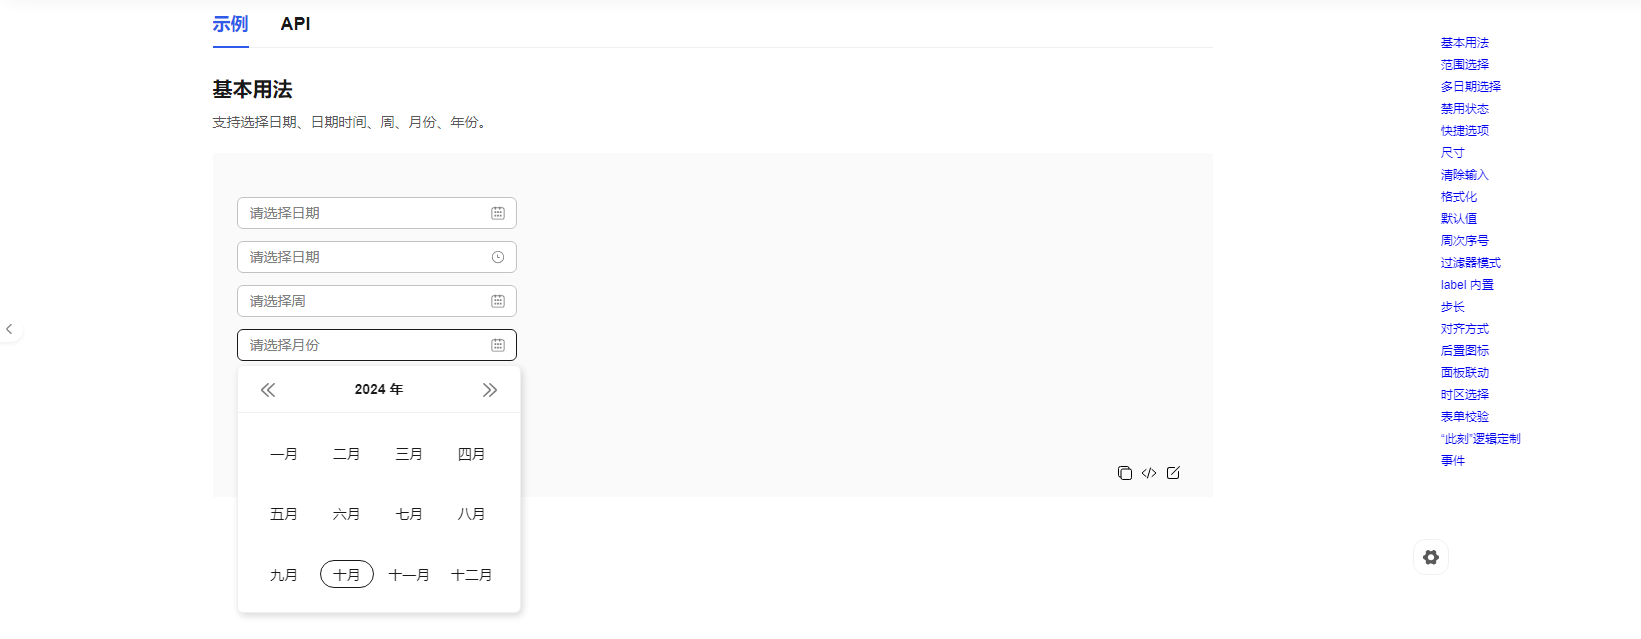 示例 API
基本用法
支持选择日期、日期时间、周、月份、年份。
请选择日期
请选择日期
请选择周
请选择月份
2024 年
一月 二月 三月 四月
五月 六月 七月 八月
九月 十月 十一月 十二月
基本用法
范围选择
多日期选择
禁用状态
快捷选项
尺寸
清除输入
格式化
默认值
周次序号
过滤器模式
label 内置
步长
对齐方式
后置图标
面板联动
时区选择
表单校验
“此刻”逻辑定制
事件